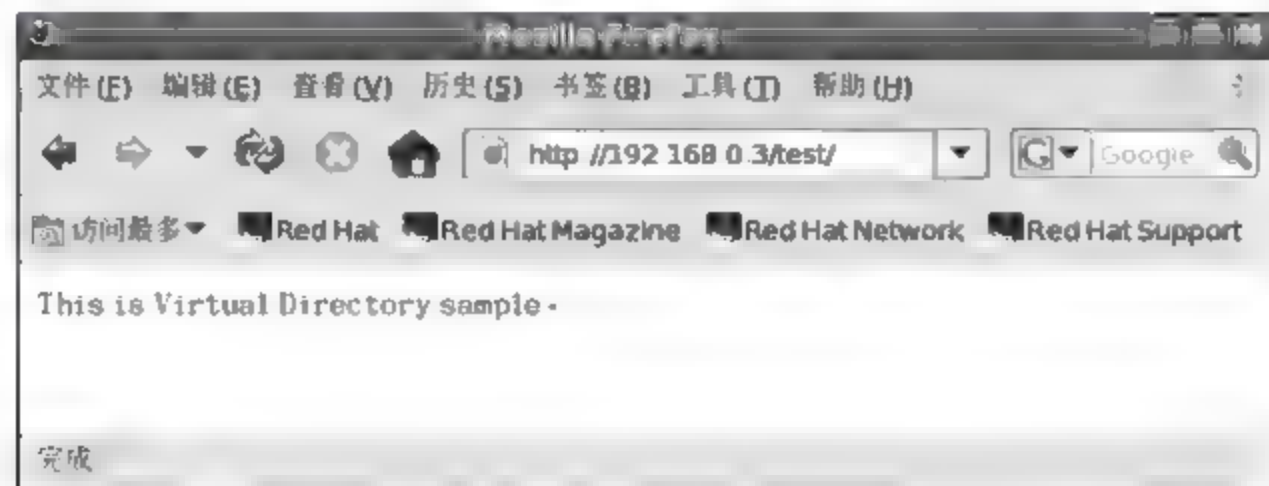 Mozilla Firefox
文件(F) 编辑(E) 查看(V) 历史(S) 书签(B) 工具(T) 帮助(H)
http //192 168 0.3/test/ G Google
访问最多 Red Hat Red Hat Magazine Red Hat Network Red Hat Support
This is Virtual Directory sample.
完成